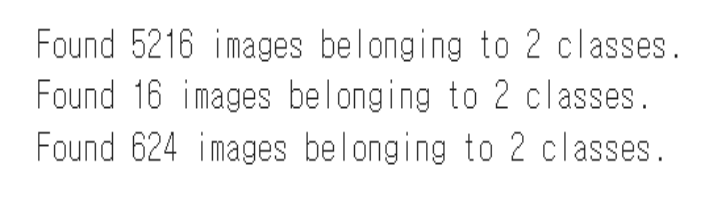 Found 5216 images belonging to 2 classes.
Found 16 images belonging to 2 classes.
Found 624 images belonging to 2 classes.